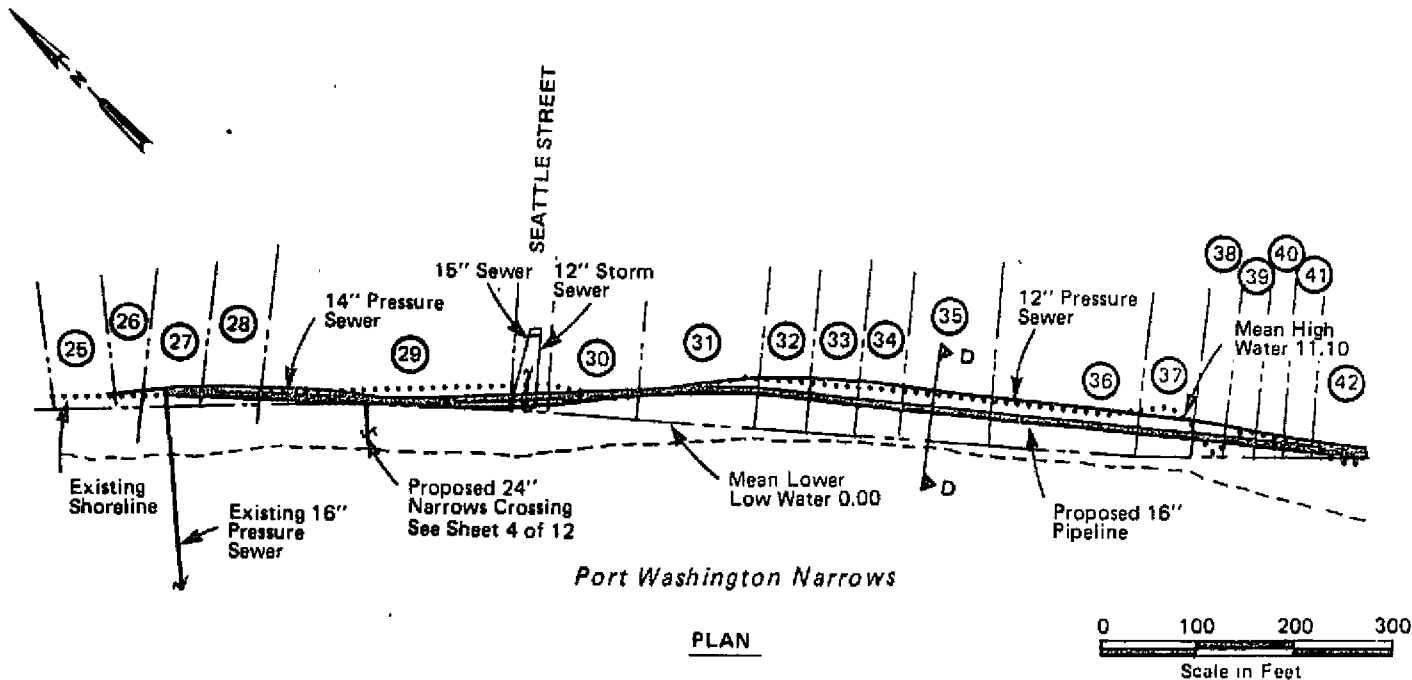 N
SEATTLE STREET
15" Sewer
12" Storm
Sewer
14" Pressure
Sewer
12" Pressure
Sewer
Mean High
Water 11.10
25
26
27
28
29
30
31
32
33
34
35
36
37
38
39
40
41
42
D
D
Existing
Shoreline
Existing 16"
Pressure
Sewer
Proposed 24"
Narrows Crossing
See Sheet 4 of 12
Mean Lower
Low Water 0.00
Proposed 16"
Pipeline
Port Washington Narrows
PLAN
0 100 200 300
Scale in Feet